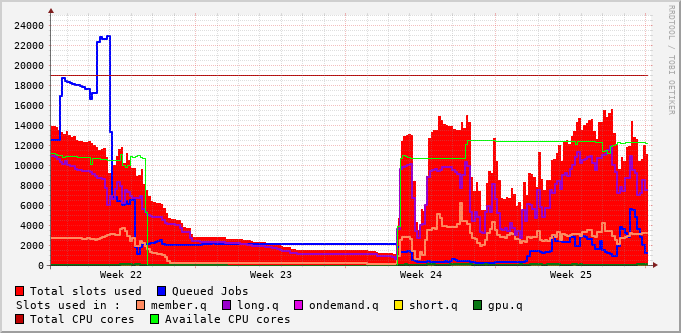 24000
22000
20000
18000
16000
14000
12000
10000
8000
6000
4000
2000
0
Week 22 Week 23 Week 24 Week 25
Total slots used Queued Jobs
Slots used in : member.q long.q ondemand.q short.q gpu.q
Total CPU cores Availale CPU cores
RRDTOOL / TOBI OETIKER